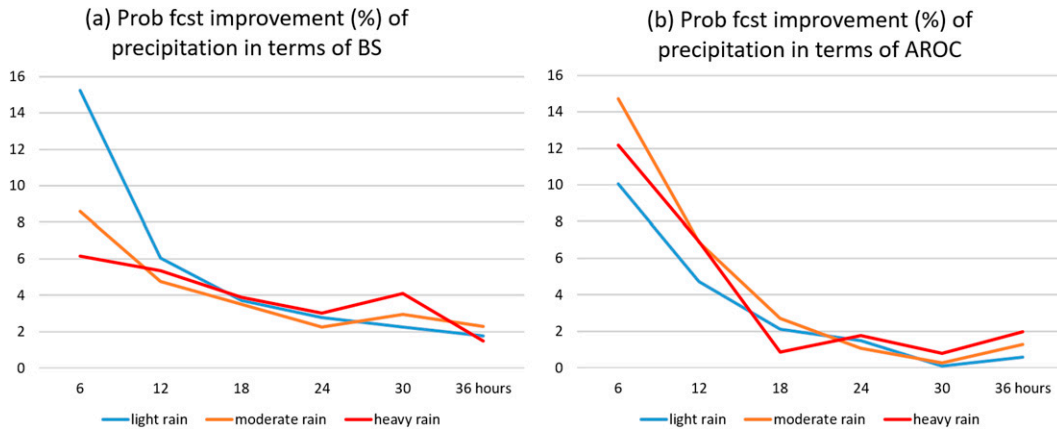 (a) Prob fcst improvement (%) of
precipitation in terms of BS
16
14
12
10
8
6
4
2
0
6 12 18 24 30 36 hours
light rain moderate rain heavy rain
(b) Prob fcst improvement (%) of
precipitation in terms of AROC
16
14
12
10
8
6
4
2
0
6 12 18 24 30 36 hours
light rain moderate rain heavy rain